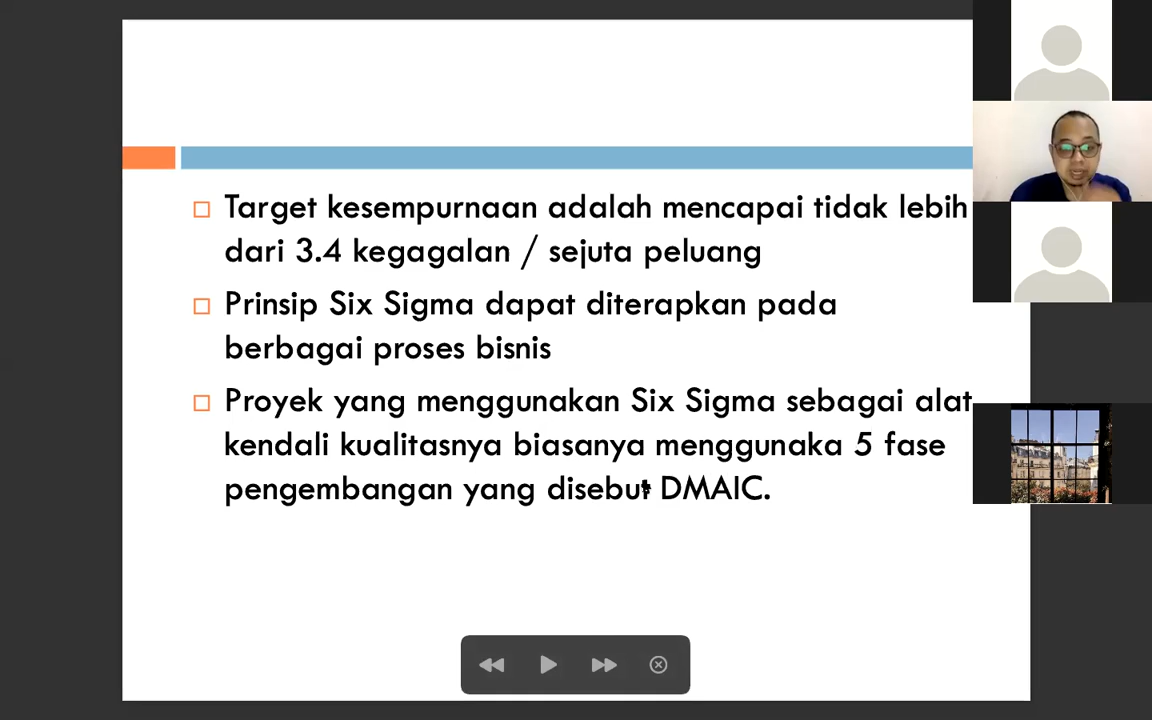 Target kesempurnaan adalah mencapai tidak lebih
dari 3.4 kegagalan / sejuta peluang
Prinsip Six Sigma dapat diterapkan pada
berbagai proses bisnis
Proyek yang menggunakan Six Sigma sebagai alat
kendali kualitasnya biasanya menggunaka 5 fase
pengembangan yang disebut DMAIC.